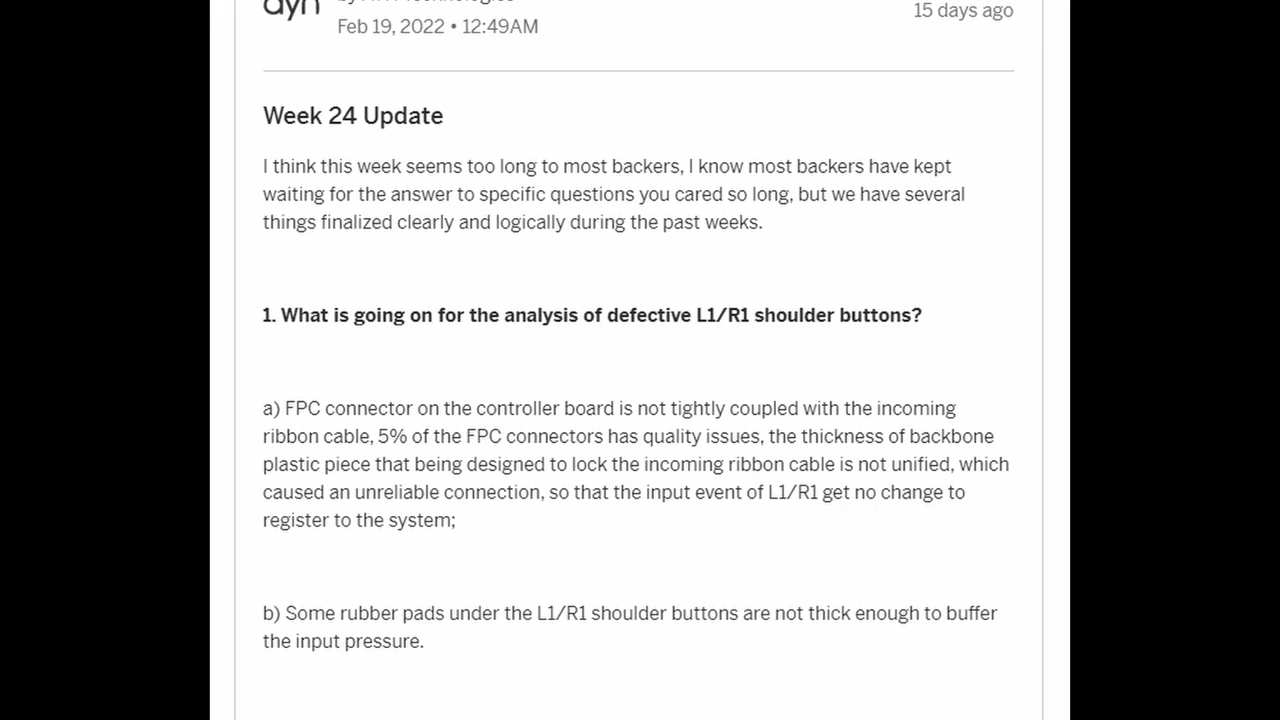 15 days ago
Feb 19, 2022 • 12:49AM
Week 24 Update
I think this week seems too long to most backers, I know most backers have kept
waiting for the answer to specific questions you cared so long, but we have several
things finalized clearly and logically during the past weeks.
1. What is going on for the analysis of defective L1/R1 shoulder buttons?
a) FPC connector on the controller board is not tightly coupled with the incoming
ribbon cable, 5% of the FPC connectors has quality issues, the thickness of backbone
plastic piece that being designed to lock the incoming ribbon cable is not unified, which
caused an unreliable connection, so that the input event of L1/R1 get no change to
register to the system;
b) Some rubber pads under the L1/R1 shoulder buttons are not thick enough to buffer
the input pressure.